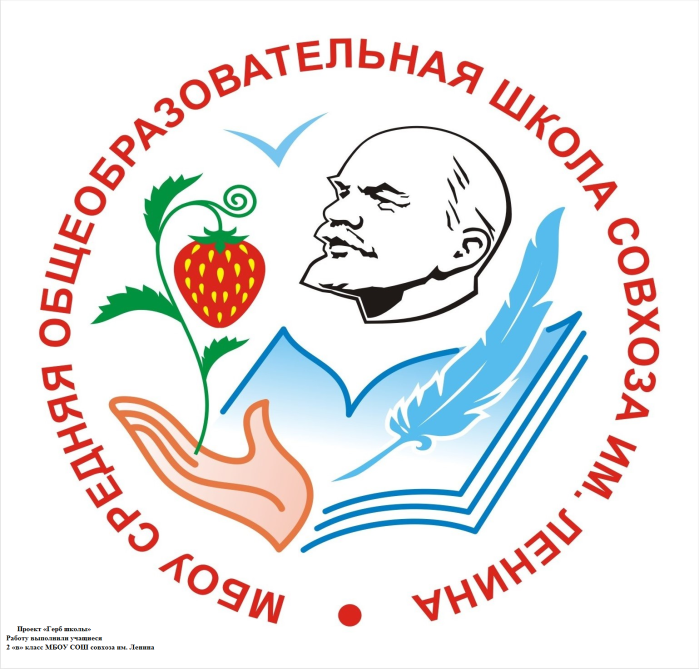 МБОУ СРЕДНЯЯ ОБЩЕОБРАЗОВАТЕЛЬНАЯ ШКОЛА СОВХОЗА ИМ. ЛЕНИНА
Проект «Герб школы»
Работу выполнили учащиеся
2 «в» класс МБОУ СОШ совхоза им. Ленина